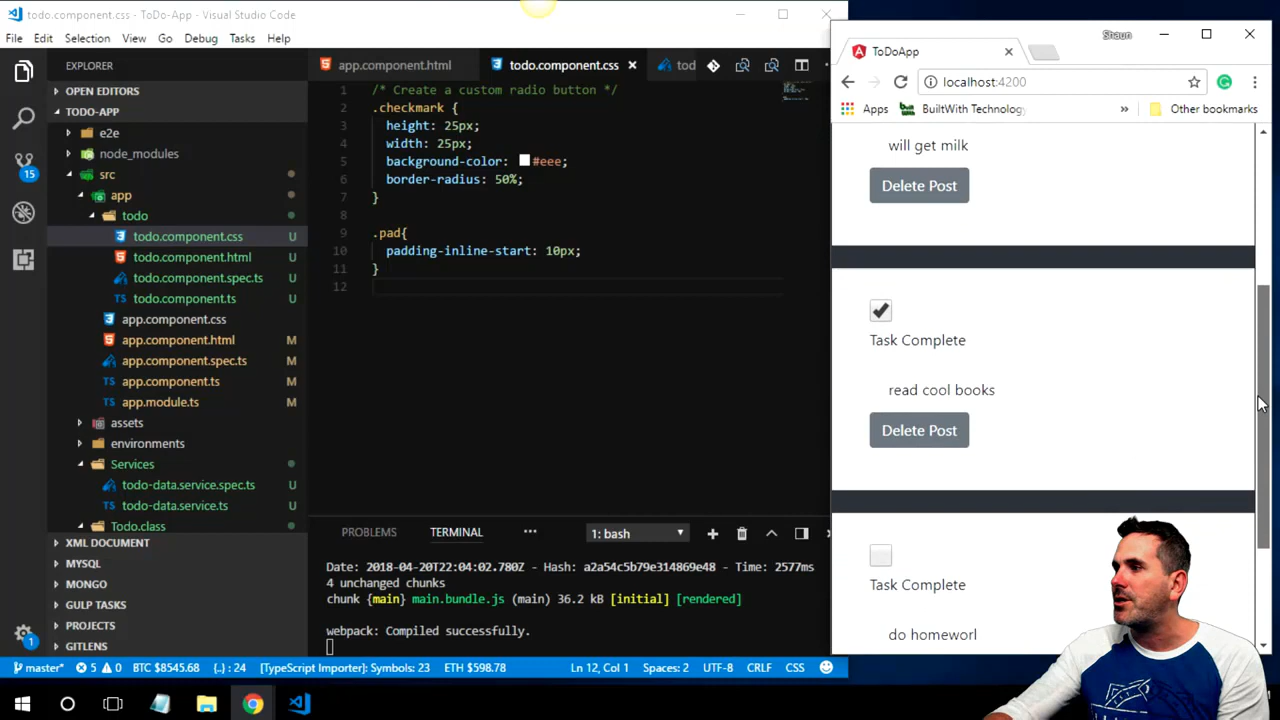 todo.component.css - ToDo-App - Visual Studio Code
File Edit Selection View Go Debug Tasks Help
EXPLORER
OPEN EDITORS
TODO-APP
e2e
node_modules
src
app
todo
todo.component.css U
todo.component.html U
todo.component.spec.ts U
todo.component.ts U
app.component.css
app.component.html M
app.component.spec.ts M
app.component.ts M
app.module.ts M
assets
environments
Services
todo-data.service.spec.ts U
todo-data.service.ts U
Todo.class
XML DOCUMENT
MYSQL
MONGO
GULP TASKS
PROJECTS
GITLENS
15
1
app.component.html todo.component.css tod
1 /* Create a custom radio button */
2 .checkmark {
3 height: 25px;
4 width: 25px;
5 background-color: #eee;
6 border-radius: 50%;
7 }
8
9 .pad{
10 padding-inline-start: 10px;
11 }
12
PROBLEMS TERMINAL ••• 1: bash
Date: 2018-04-20T22:04:02.780Z - Hash: a2a54c5b79e314869e48 - Time: 2577ms
4 unchanged chunks
chunk {main} main.bundle.js (main) 36.2 kB [initial] [rendered]
webpack: Compiled successfully.
master* 5 0 BTC $8545.68 (..) : 24 [TypeScript Importer]: Symbols: 23 ETH $598.78 Ln 12, Col 1 Spaces: 2 UTF-8 CRLF CSS
Shaun
ToDoApp
localhost:4200
Apps BuiltWith Technology » Other bookmarks
will get milk
Delete Post
Task Complete
read cool books
Delete Post
Task Complete
do homeworl